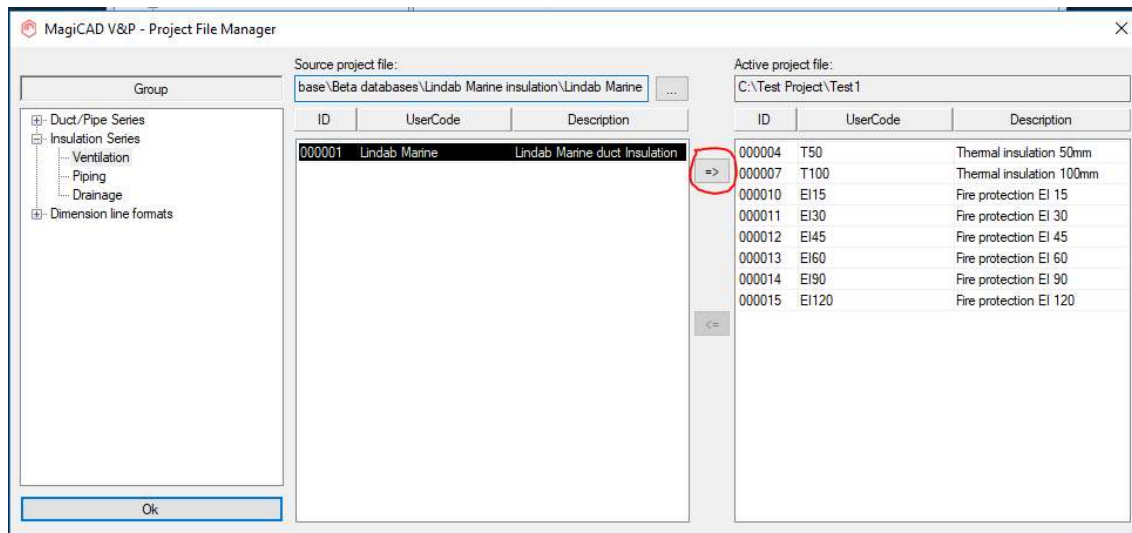 MagiCAD V&P - Project File Manager
Source project file:
Active project file:
Group
base\Beta databases\Lindab Marine insulation\Lindab Marine
...
C:\Test Project\Test1
Duct/Pipe Series
Insulation Series
Ventilation
Piping
Drainage
Dimension line formats
ID UserCode Description
000001 Lindab Marine Lindab Marine duct Insulation
=>
<=
ID UserCode Description
000004 T50 Thermal insulation 50mm
000007 T100 Thermal insulation 100mm
000010 EI15 Fire protection EI 15
000011 EI30 Fire protection EI 30
000012 EI45 Fire protection EI 45
000013 EI60 Fire protection EI 60
000014 EI90 Fire protection EI 90
000015 EI120 Fire protection EI 120
Ok